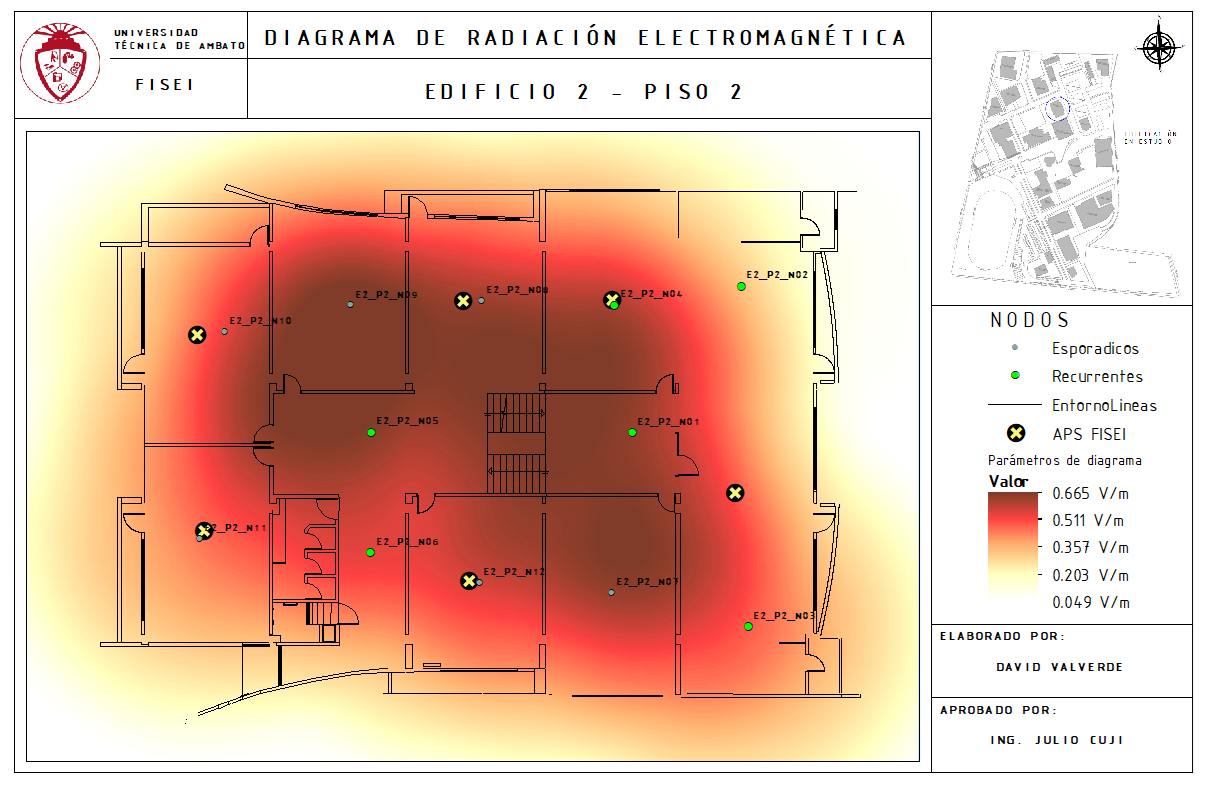 UNIVERSIDAD
TÉCNICA DE AMBATO
FISEI
DIAGRAMA DE RADIACIÓN ELECTROMAGNÉTICA
EDIFICIO 2 - PISO 2
EN ESTUDIO
E2_P2_N02
E2_P2_N09
E2_P2_N08
E2_P2_N04
E2_P2_N10
E2_P2_N05
E2_P2_N01
E2_P2_N11
E2_P2_N06
E2_P2_N12
E2_P2_N07
E2_P2_N03
NODOS
Esporadicos
Recurrentes
EntornoLineas
APS FISEI
Parámetros de diagrama
Valor
0.665 V/m
0.511 V/m
0.357 V/m
0.203 V/m
0.049 V/m
ELABORADO POR:
DAVID VALVERDE
APROBADO POR:
ING. JULIO CUJI